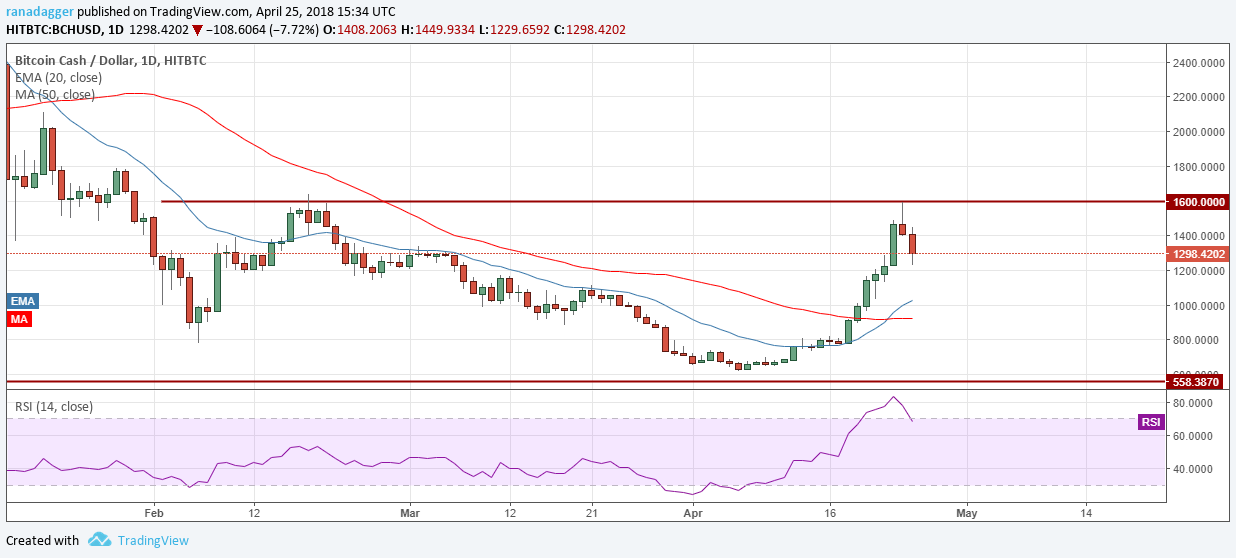 ranadagger published on TradingView.com, April 25, 2018 15:34 UTC
HITBTC:BCHUSD, 1D 1298.4202 ▼ −108.6064 (−7.72%) O:1408.2063 H:1449.9334 L:1229.6592 C:1298.4202
Bitcoin Cash / Dollar, 1D, HITBTC
EMA (20, close)
MA (50, close)
2400.0000
2200.0000
2000.0000
1800.0000
1600.0000
1400.0000
1298.4202
1200.0000
EMA
1000.0000
MA
800.0000
600.0000
558.3870
RSI (14, close)
80.0000
RSI
60.0000
40.0000
Feb 12 Mar 12 21 Apr 16 May 14
Created with TradingView